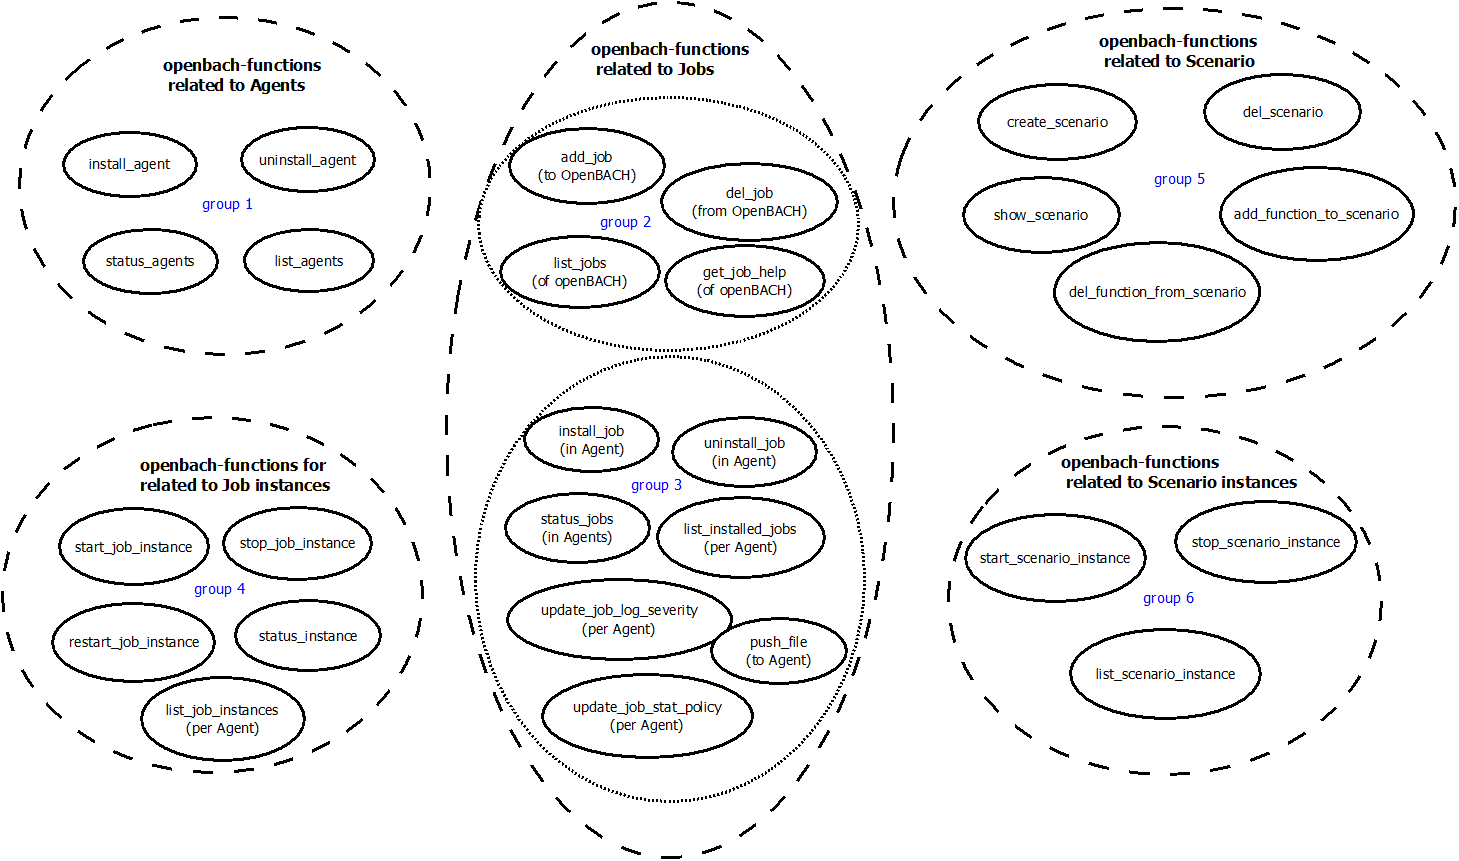 openbach-functions
related to Agents
install_agent
uninstall_agent
group 1
status_agents
list_agents
openbach-functions
related to Jobs
add_job
(to OpenBACH)
del_job
(from OpenBACH)
group 2
list_jobs
(of openBACH)
get_job_help
(of openBACH)
install_job
(in Agent)
uninstall_job
(in Agent)
group 3
status_jobs
(in Agents)
list_installed_jobs
(per Agent)
update_job_log_severity
(per Agent)
push_file
(to Agent)
update_job_stat_policy
(per Agent)
openbach-functions
related to Scenario
create_scenario
del_scenario
group 5
show_scenario
add_function_to_scenario
del_function_from_scenario
openbach-functions for
related to Job instances
start_job_instance
stop_job_instance
group 4
restart_job_instance
status_instance
list_job_instances
(per Agent)
openbach-functions
related to Scenario instances
start_scenario_instance
stop_scenario_instance
group 6
list_scenario_instance